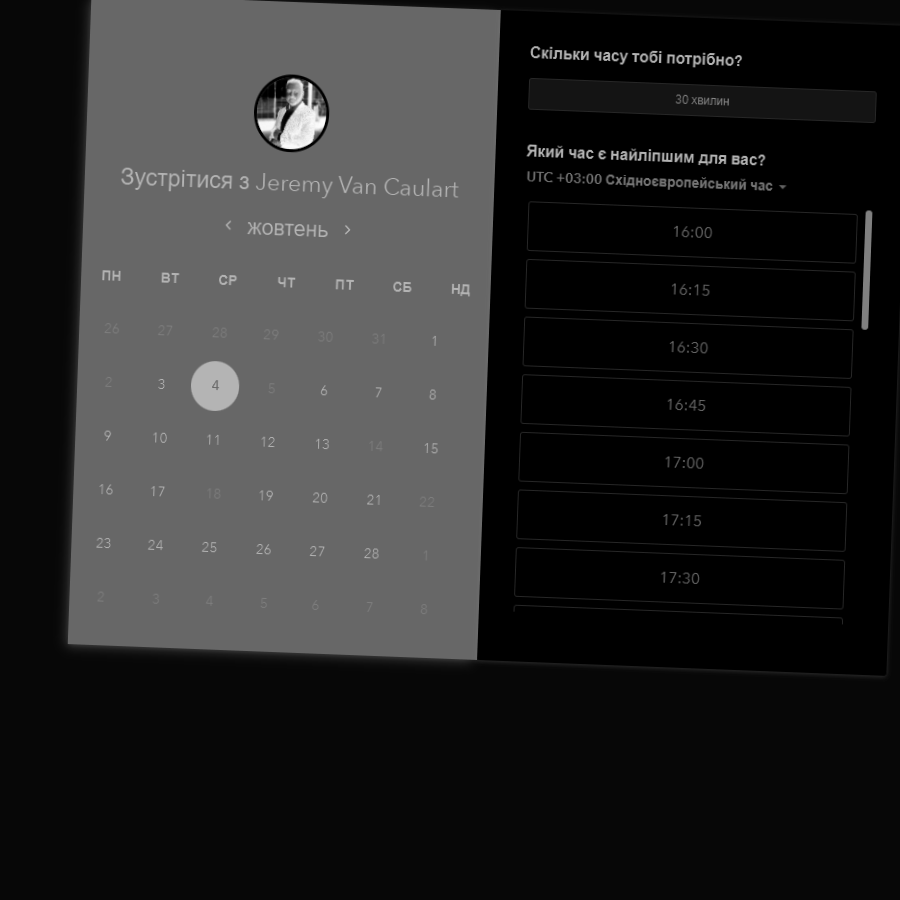 Зустрітися з Jeremy Van Caulart
жовтень
ПН ВТ СР ЧТ ПТ СБ НД
26 27 28 29 30 31 1
2 3 4 5 6 7 8
9 10 11 12 13 14 15
16 17 18 19 20 21 22
23 24 25 26 27 28 1
2 3 4 5 6 7 8
Скільки часу тобі потрібно?
30 хвилин
Який час є найліпшим для вас?
UTC +03:00 Східноєвропейський час
16:00
16:15
16:30
16:45
17:00
17:15
17:30